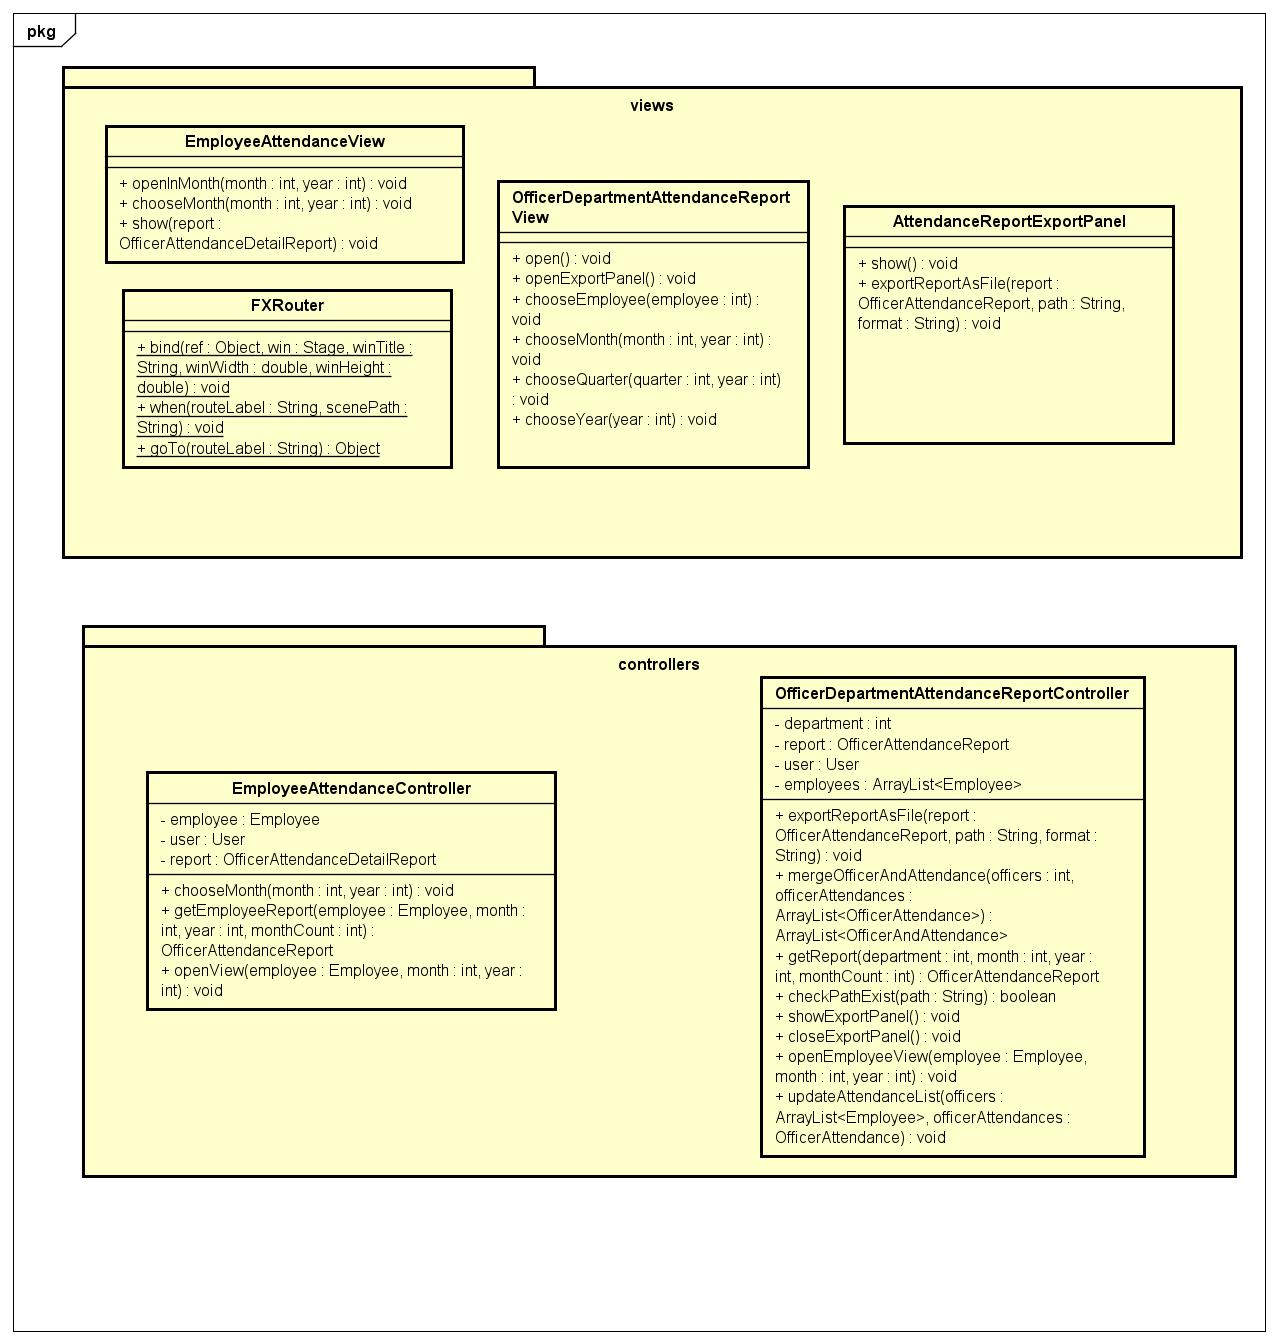 pkg
views
EmployeeAttendanceView
+ openInMonth(month : int, year : int) : void
+ chooseMonth(month : int, year : int) : void
+ show(report :
OfficerAttendanceDetailReport) : void
FXRouter
+ bind(ref : Object, win : Stage, winTitle :
String, winWidth : double, winHeight :
double) : void
+ when(routeLabel : String, scenePath :
String) : void
+ goTo(routeLabel : String) : Object
OfficerDepartmentAttendanceReport
View
+ open() : void
+ openExportPanel() : void
+ chooseEmployee(employee : int) :
void
+ chooseMonth(month : int, year : int) :
void
+ chooseQuarter(quarter : int, year : int)
: void
+ chooseYear(year : int) : void
AttendanceReportExportPanel
+ show() : void
+ exportReportAsFile(report :
OfficerAttendanceReport, path : String,
format : String) : void
controllers
EmployeeAttendanceController
- employee : Employee
- user : User
- report : OfficerAttendanceDetailReport
+ chooseMonth(month : int, year : int) : void
+ getEmployeeReport(employee : Employee, month :
int, year : int, monthCount : int) :
OfficerAttendanceReport
+ openView(employee : Employee, month : int, year :
int) : void
OfficerDepartmentAttendanceReportController
- department : int
- report : OfficerAttendanceReport
- user : User
- employees : ArrayList<Employee>
+ exportReportAsFile(report :
OfficerAttendanceReport, path : String, format :
String) : void
+ mergeOfficerAndAttendance(officers : int,
officerAttendances :
ArrayList<OfficerAttendance>) :
ArrayList<OfficerAndAttendance>
+ getReport(department : int, month : int, year :
int, monthCount : int) : OfficerAttendanceReport
+ checkPathExist(path : String) : boolean
+ showExportPanel() : void
+ closeExportPanel() : void
+ openEmployeeView(employee : Employee,
month : int, year : int) : void
+ updateAttendanceList(officers :
ArrayList<Employee>, officerAttendances :
OfficerAttendance) : void